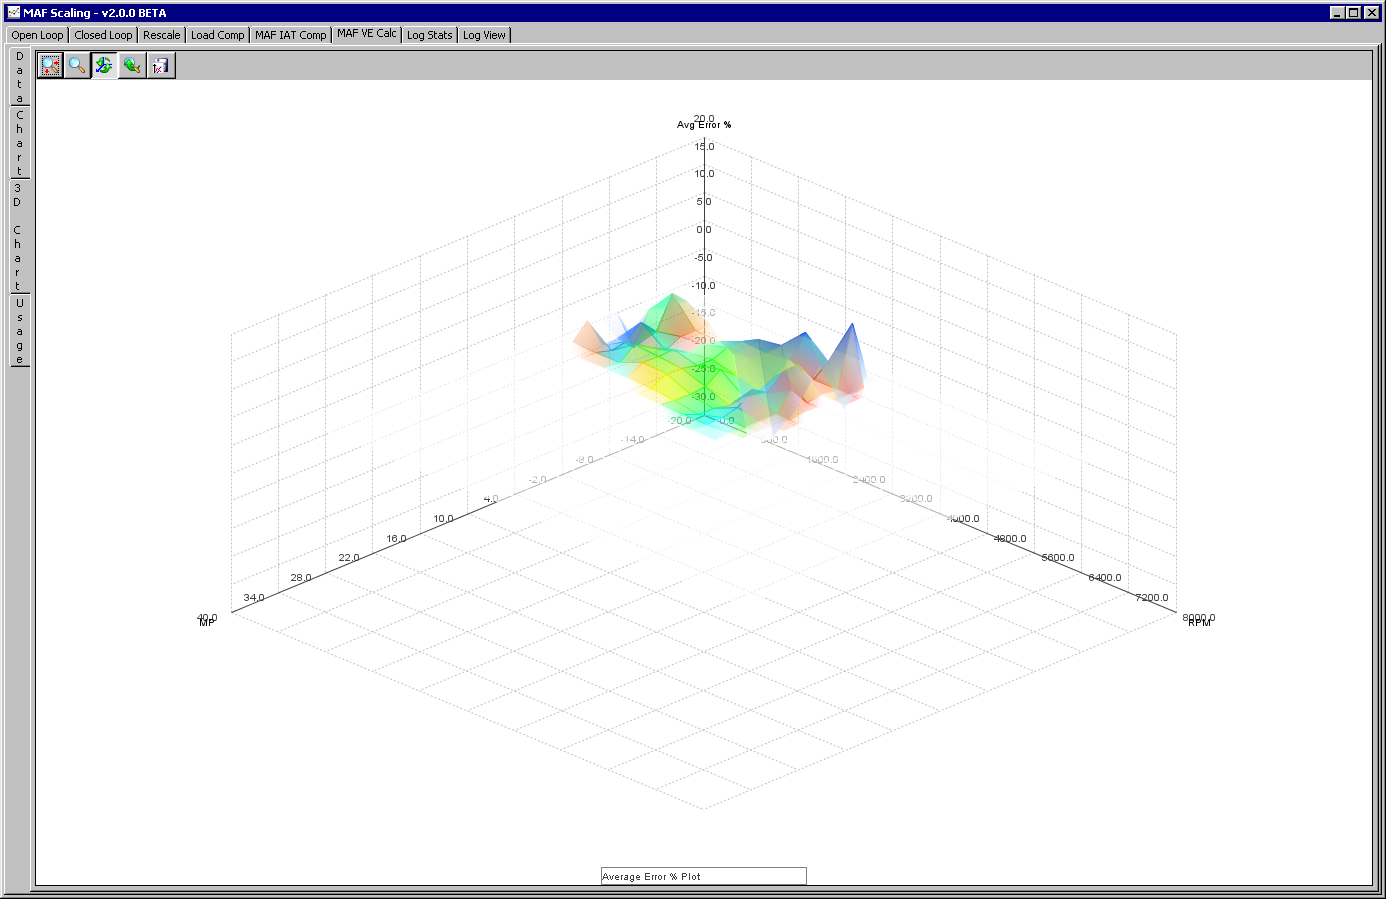 MAF Scaling - v2.0.0 BETA
Open Loop Closed Loop Rescale Load Comp MAF IAT Comp MAF VE Calc Log Stats Log View
Data
Chart
3D Chart
Usage
20.0
Avg Error %
15.0
10.0
5.0
0.0
-5.0
-10.0
-15.0
-20.0
-25.0
-30.0
-20.0 0.0
-14.0 800.0
-8.0 1600.0
-2.0 2400.0
4.0 3200.0
10.0 4000.0
16.0 4800.0
22.0 5600.0
28.0 6400.0
34.0 7200.0
40.0 8000.0
MP RPM
Average Error % Plot